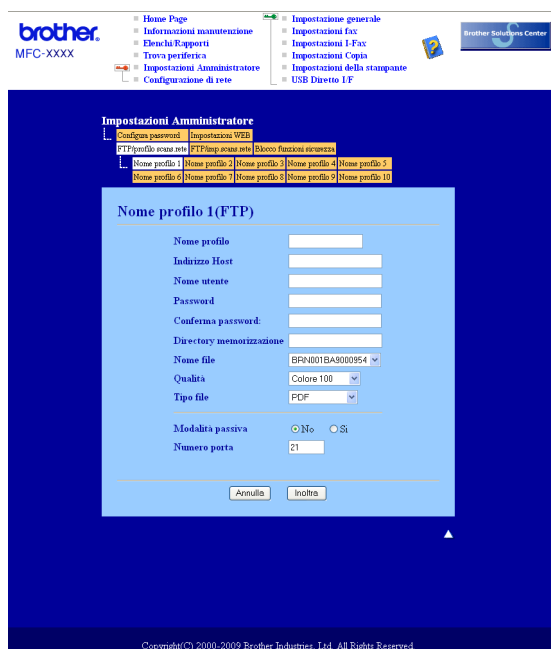 brother.
MFC-XXXX
Home Page
Informazioni manutenzione
Elenchi/Rapporti
Trova periferica
Impostazioni Amministratore
Configurazione di rete
Impostazione generale
Impostazioni fax
Impostazioni I-Fax
Impostazioni Copia
Impostazioni della stampante
USB Diretto I/F
Brother Solutions Center
Impostazioni Amministratore
Configura password Impostazioni WEB
FTP/profilo scans.rete FTP/imp.scans.rete Blocco funzioni sicurezza
Nome profilo 1 Nome profilo 2 Nome profilo 3 Nome profilo 4 Nome profilo 5
Nome profilo 6 Nome profilo 7 Nome profilo 8 Nome profilo 9 Nome profilo 10
Nome profilo 1(FTP)
Nome profilo
Indirizzo Host
Nome utente
Password
Conferma password:
Directory memorizzazione
Nome file BRN001BA9000954
Qualità Colore 100
Tipo file PDF
Modalità passiva No Si
Numero porta 21
Annulla Inoltra
Copyright(C) 2000-2009 Brother Industries, Ltd. All Rights Reserved.